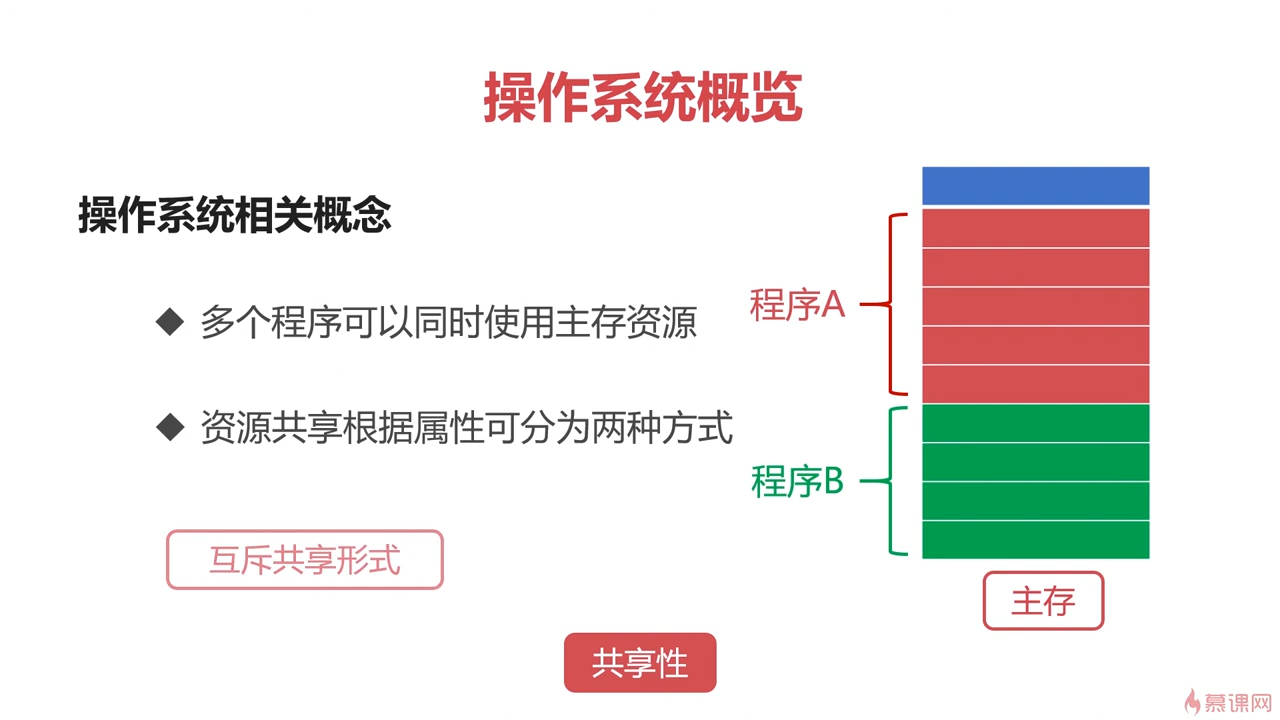 操作系统概览
操作系统相关概念
◆ 多个程序可以同时使用主存资源
◆ 资源共享根据属性可分为两种方式
互斥共享形式
程序A
程序B
主存
共享性
慕课网